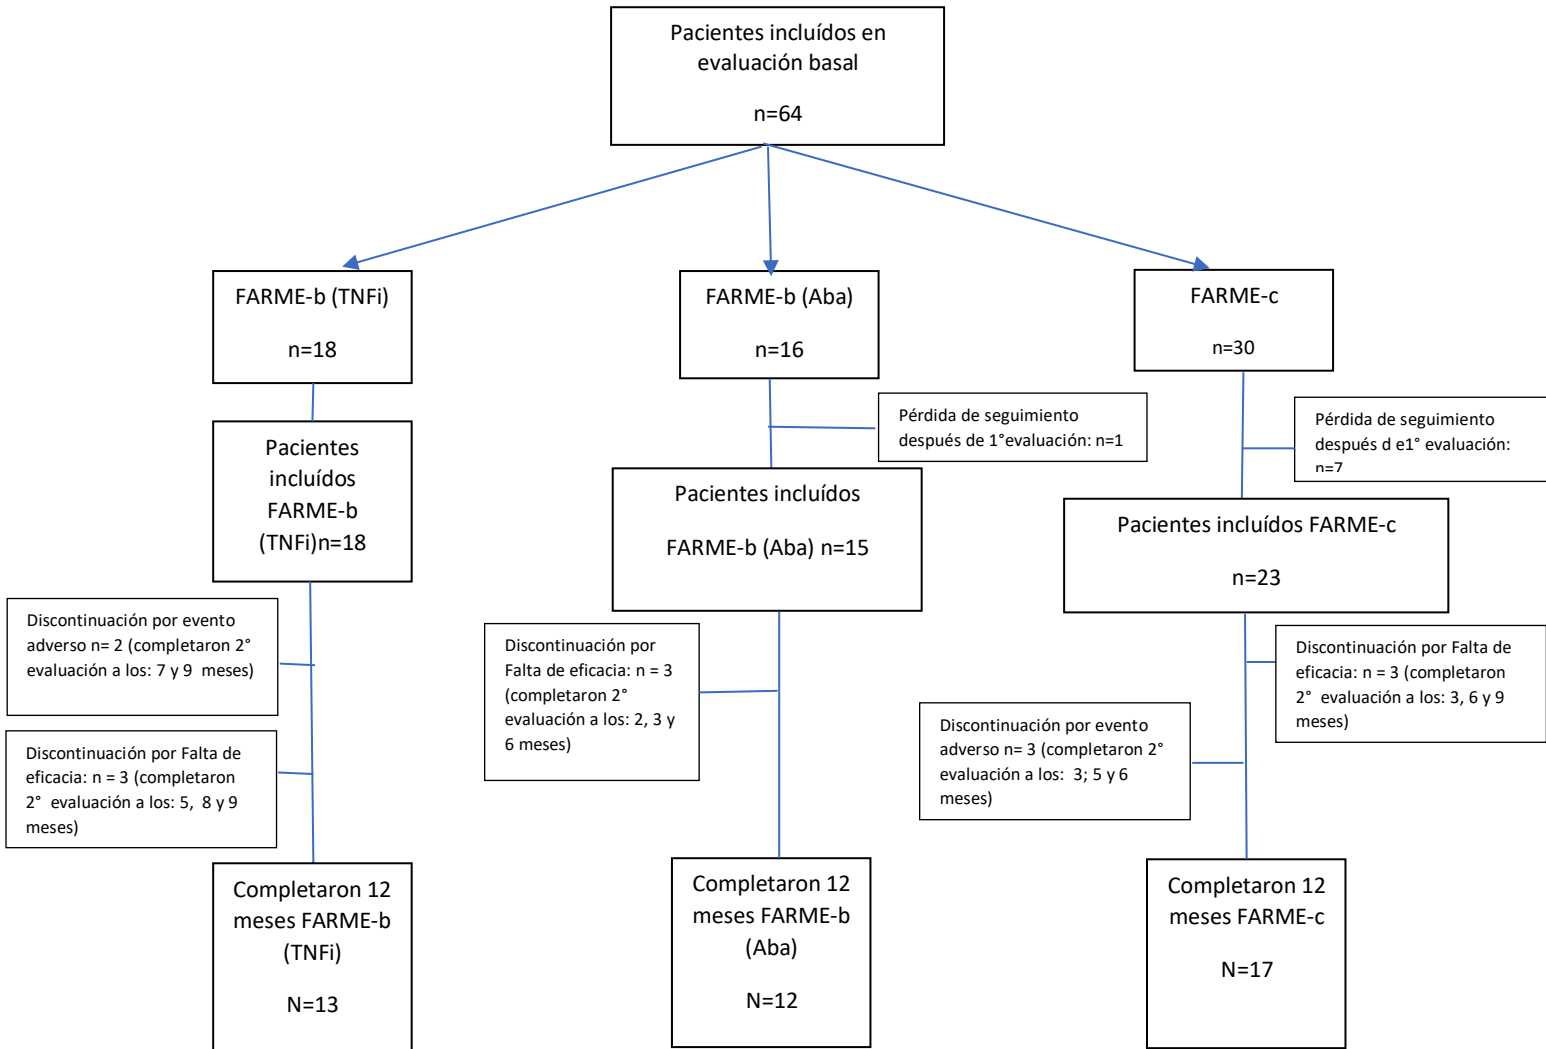 Pacientes incluídos en
evaluación basal
n=64
FARME-b (TNFi)
n=18
FARME-b (Aba)
n=16
FARME-c
n=30
Pérdida de seguimiento
después de 1°evaluación: n=1
Pérdida de seguimiento
después d e1° evaluación:
n=7
Pacientes
incluídos
FARME-b
(TNFi)n=18
Pacientes incluídos
FARME-b (Aba) n=15
Pacientes incluídos FARME-c
n=23
Discontinuación por evento
adverso n= 2 (completaron 2°
evaluación a los: 7 y 9 meses)
Discontinuación por Falta de
eficacia: n = 3 (completaron
2° evaluación a los: 5, 8 y 9
meses)
Discontinuación por
Falta de eficacia: n = 3
(completaron 2°
evaluación a los: 2, 3 y
6 meses)
Discontinuación por evento
adverso n= 3 (completaron 2°
evaluación a los: 3; 5 y 6
meses)
Discontinuación por Falta de
eficacia: n = 3 (completaron
2° evaluación a los: 3, 6 y 9
meses)
Completaron 12
meses FARME-b
(TNFi)
N=13
Completaron 12
meses FARME-b
(Aba)
N=12
Completaron 12
meses FARME-c
N=17